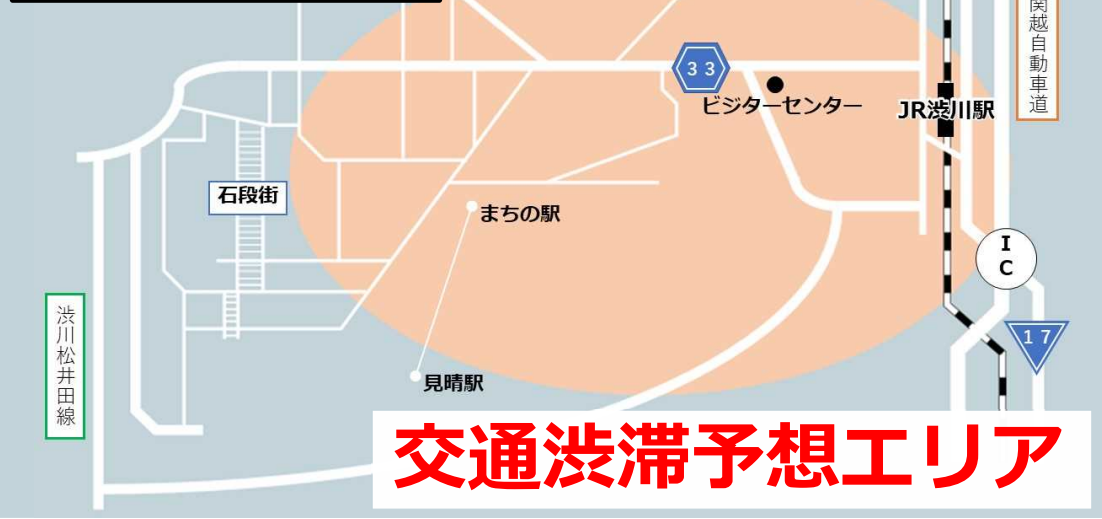 関越自動車道
33
ビジターセンター
JR渋川駅
石段街
まちの駅
IC
渋川松井田線
17
見晴駅
交通渋滞予想エリア